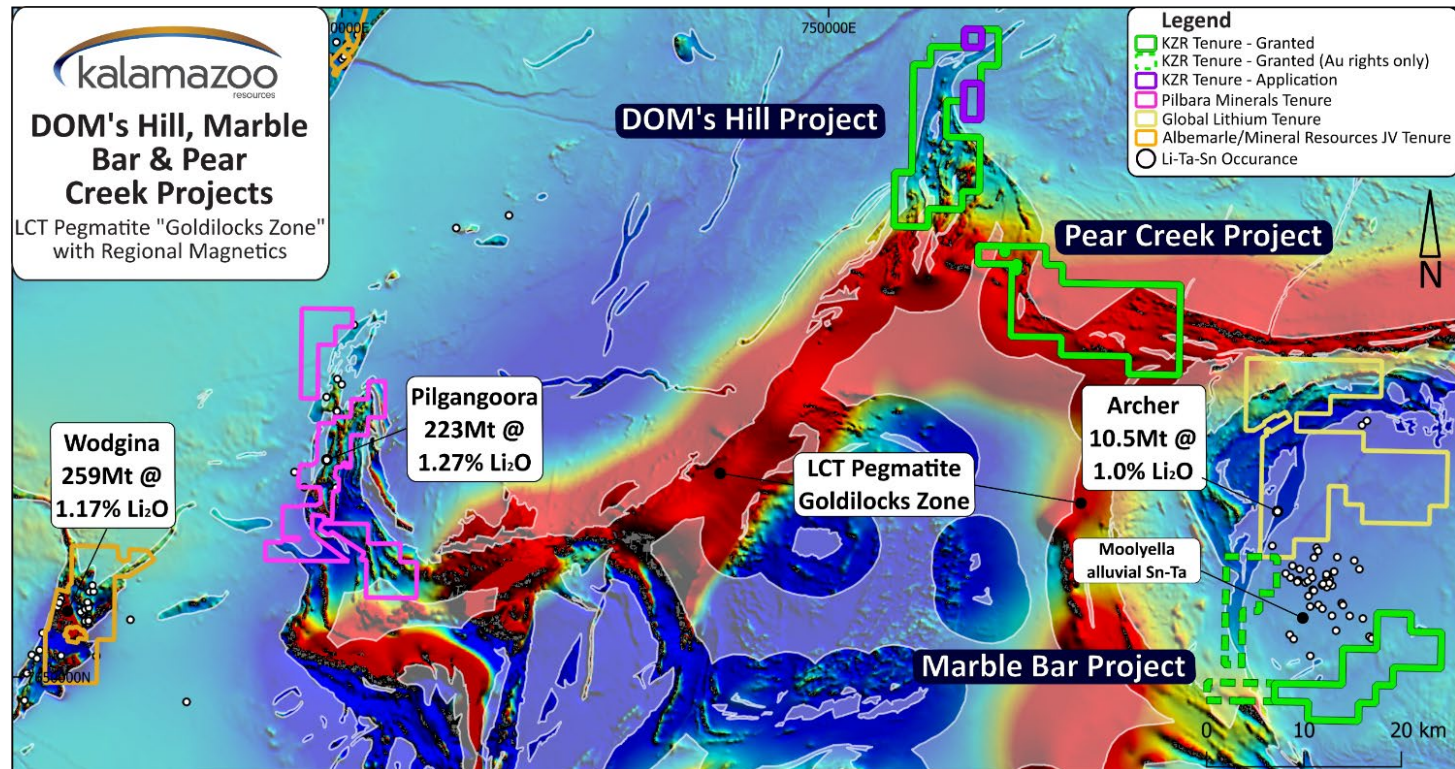 kalamazoo
resources
DOM's Hill, Marble
Bar & Pear
Creek Projects
LCT Pegmatite "Goldilocks Zone"
with Regional Magnetics
750000E
DOM's Hill Project
Legend
KZR Tenure - Granted
KZR Tenure - Granted (Au rights only)
KZR Tenure - Application
Pilbara Minerals Tenure
Global Lithium Tenure
Albemarle/Mineral Resources JV Tenure
Li-Ta-Sn Occurance
N
Pear Creek Project
Pilgangoora
223Mt @
1.27% Li₂O
Wodgina
259Mt @
1.17% Li₂O
Archer
10.5Mt @
1.0% Li₂O
LCT Pegmatite
Goldilocks Zone
Moolyella
alluvial Sn-Ta
Marble Bar Project
0 10 20 km